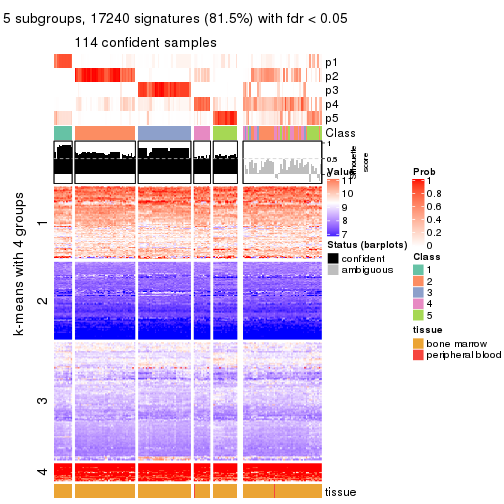 5 subgroups, 17240 signatures (81.5%) with fdr < 0.05
114 confident samples
p1
p2
p3
p4
p5
Class
1
0.5
0
Silhouette
score
k-means with 4 groups
1
2
3
4
tissue
Value
11
10
9
8
7
Status (barplots)
confident
ambiguous
Prob
1
0.8
0.6
0.4
0.2
0
Class
1
2
3
4
5
tissue
bone marrow
peripheral blood